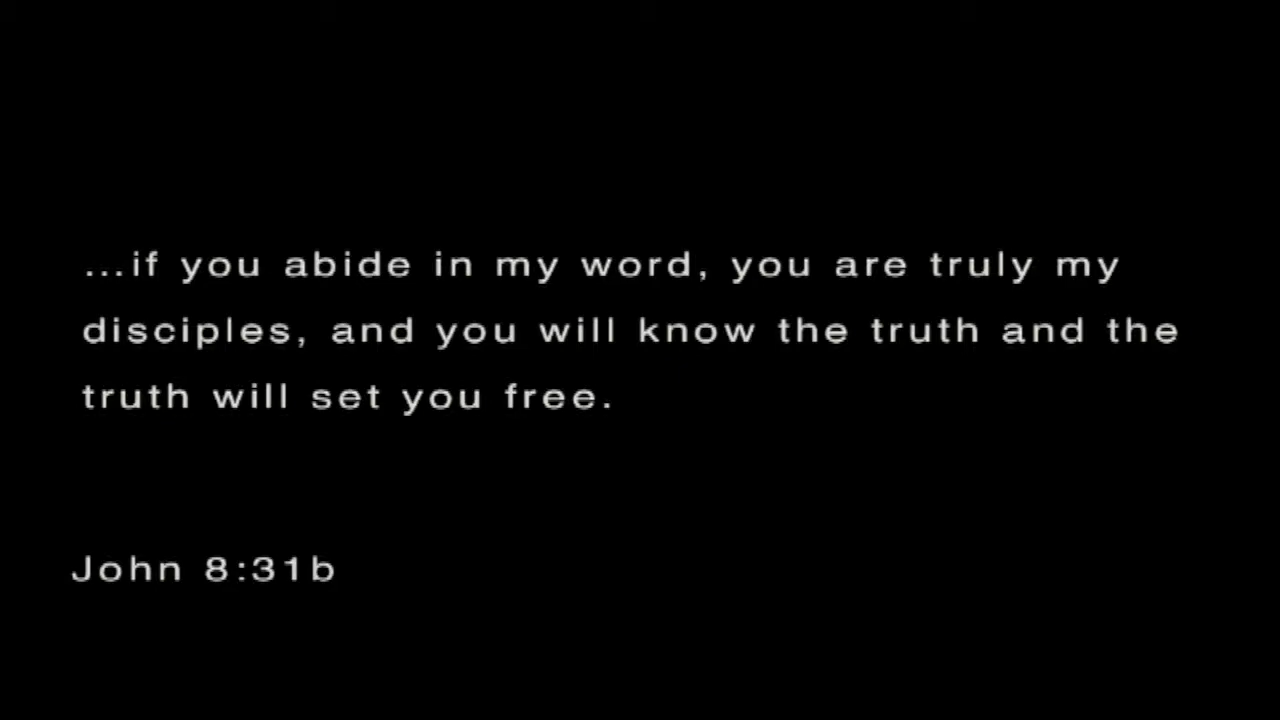 ...if you abide in my word, you are truly my
disciples, and you will know the truth and the
truth will set you free.
John 8:31b